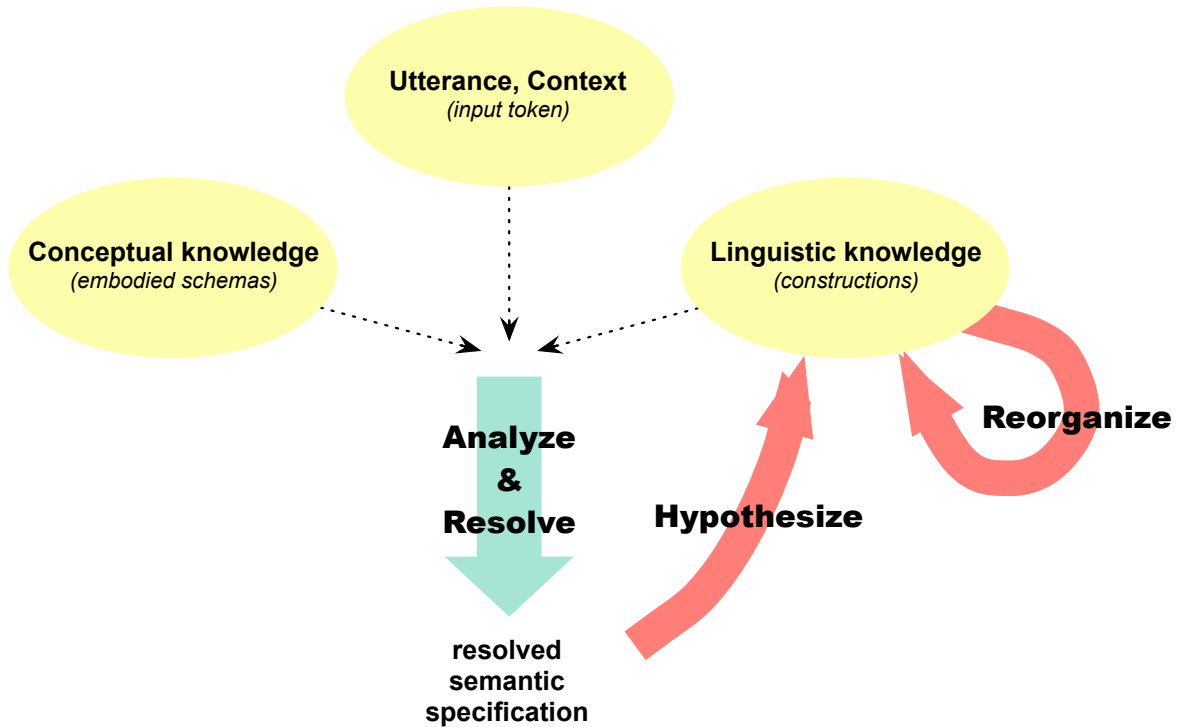 Utterance, Context
(input token)
Conceptual knowledge
(embodied schemas)
Linguistic knowledge
(constructions)
Analyze
&
Resolve
Hypothesize
Reorganize
resolved
semantic
specification